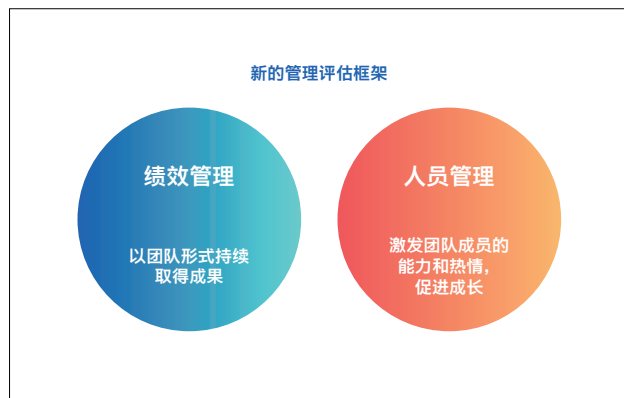 新的管理评估框架
绩效管理
以团队形式持续
取得成果
人员管理
激发团队成员的
能力和热情，
促进成长